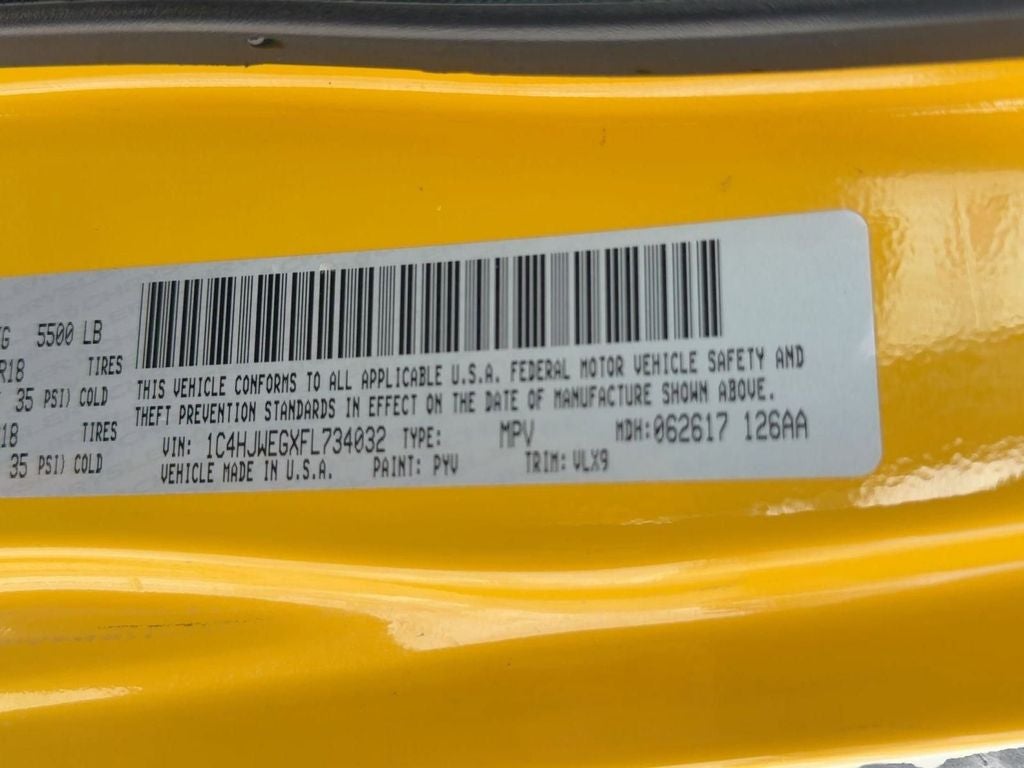 5500 LB
R18 TIRES
35 PSI) COLD
TIRES
35 PSI) COLD
THIS VEHICLE CONFORMS TO ALL APPLICABLE U.S.A. FEDERAL MOTOR VEHICLE SAFETY AND
THEFT PREVENTION STANDARDS IN EFFECT ON THE DATE OF MANUFACTURE SHOWN ABOVE.
VIN: 1C4HJWEGXFL734032 TYPE: MPV MDH:062617 126AA
VEHICLE MADE IN U.S.A. PAINT: PYV TRIM: VLX9